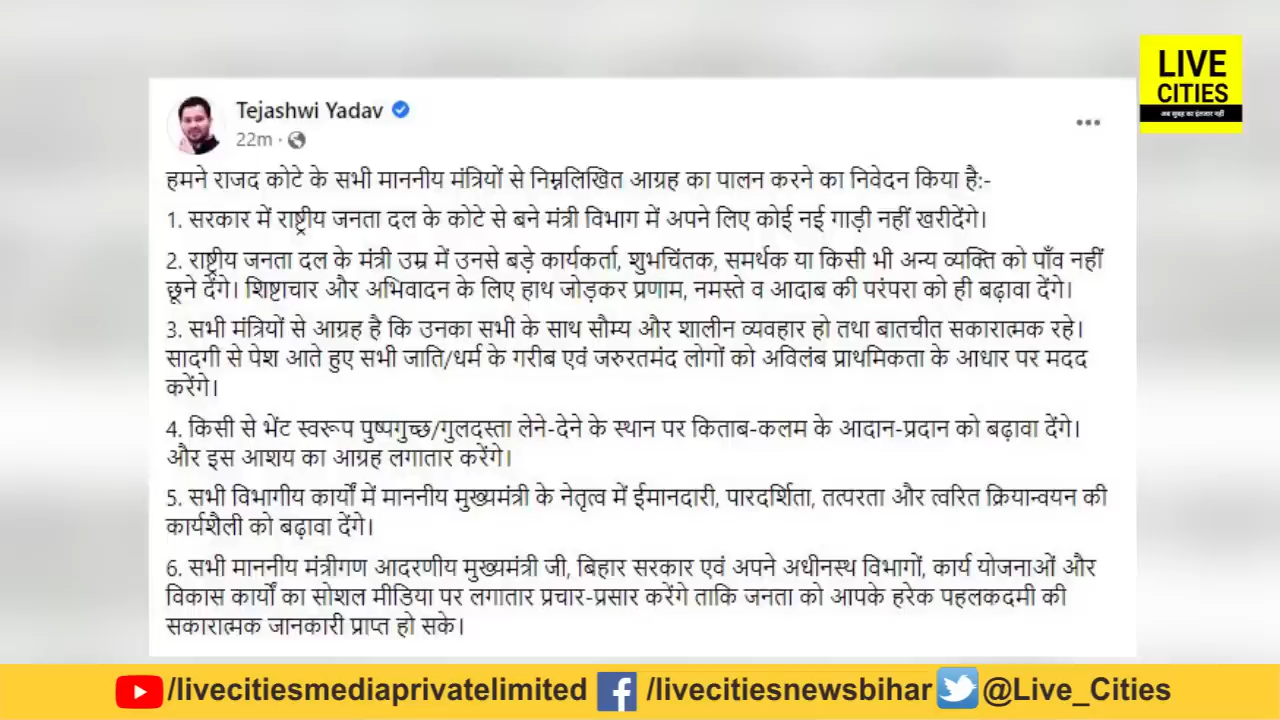 LIVE
CITIES
अब सुबह का इंतजार नहीं
Tejashwi Yadav
22m ·
हमने राजद कोटे के सभी माननीय मंत्रियों से निम्नलिखित आग्रह का पालन करने का निवेदन किया है:-
1. सरकार में राष्ट्रीय जनता दल के कोटे से बने मंत्री विभाग में अपने लिए कोई नई गाड़ी नहीं खरीदेंगे।
2. राष्ट्रीय जनता दल के मंत्री उम्र में उनसे बड़े कार्यकर्ता, शुभचिंतक, समर्थक या किसी भी अन्य व्यक्ति को पाँव नहीं
छूने देंगे। शिष्टाचार और अभिवादन के लिए हाथ जोड़कर प्रणाम, नमस्ते व आदाब की परंपरा को ही बढ़ावा देंगे।
3. सभी मंत्रियों से आग्रह है कि उनका सभी के साथ सौम्य और शालीन व्यवहार हो तथा बातचीत सकारात्मक रहे।
सादगी से पेश आते हुए सभी जाति/धर्म के गरीब एवं जरुरतमंद लोगों को अविलंब प्राथमिकता के आधार पर मदद
करेंगे।
4. किसी से भेंट स्वरूप पुष्पगुच्छ/गुलदस्ता लेने-देने के स्थान पर किताब-कलम के आदान-प्रदान को बढ़ावा देंगे।
और इस आशय का आग्रह लगातार करेंगे।
5. सभी विभागीय कार्यों में माननीय मुख्यमंत्री के नेतृत्व में ईमानदारी, पारदर्शिता, तत्परता और त्वरित क्रियान्वयन की
कार्यशैली को बढ़ावा देंगे।
6. सभी माननीय मंत्रीगण आदरणीय मुख्यमंत्री जी, बिहार सरकार एवं अपने अधीनस्थ विभागों, कार्य योजनाओं और
विकास कार्यों का सोशल मीडिया पर लगातार प्रचार-प्रसार करेंगे ताकि जनता को आपके हरेक पहलकदमी की
सकारात्मक जानकारी प्राप्त हो सके।
/livecitiesmediaprivatelimited /livecitiesnewsbihar @Live_Cities